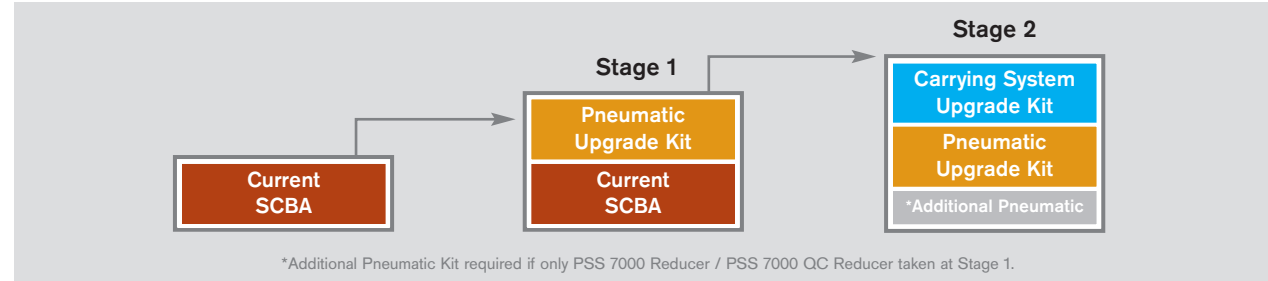 Stage 2
Stage 1
Carrying System
Upgrade Kit
Pneumatic
Upgrade Kit
Pneumatic
Upgrade Kit
Current
SCBA
Current
SCBA
*Additional Pneumatic
*Additional Pneumatic Kit required if only PSS 7000 Reducer / PSS 7000 QC Reducer taken at Stage 1.